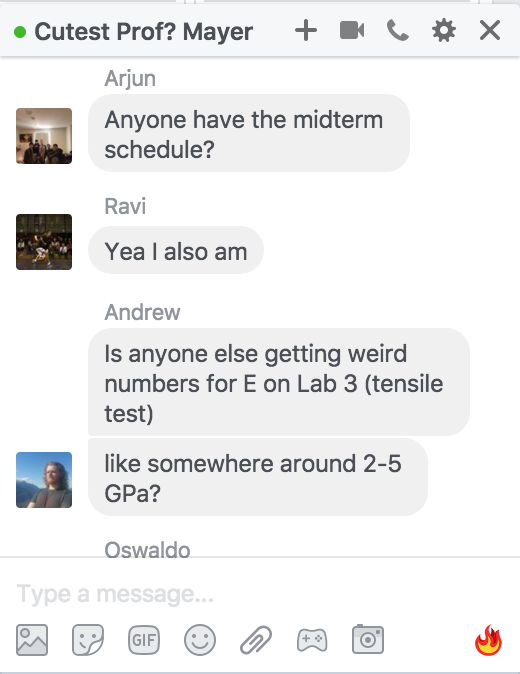 Cutest Prof? Mayer
Arjun
Anyone have the midterm
schedule?
Ravi
Yea I also am
Andrew
Is anyone else getting weird
numbers for E on Lab 3 (tensile
test)
like somewhere around 2-5
GPa?
Oswaldo
Type a message...
GIF